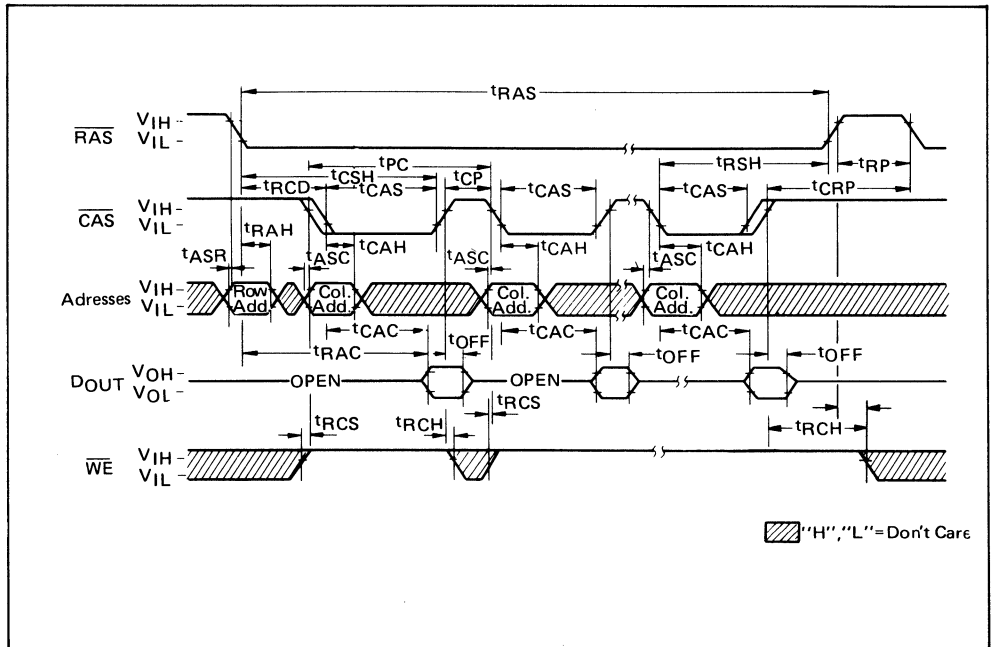 tRAS
RAS VIH VIL
tPC tRSH tRP
tCSH tCP tCRP
tRCD tCAS tCAS tCAS
CAS VIH VIL
tRAH tCAH tCAH tCAH
tASR tASC tASC tASC
Adresses VIH VIL
Row Add. Col. Add. Col. Add. Col. Add.
tCAC tCAC tCAC
tRAC tOFF tOFF tOFF
DOUT VOH VOL
OPEN OPEN
tRCS tRCH tRCS tRCH
WE VIH VIL
"H","L"=Don't Care